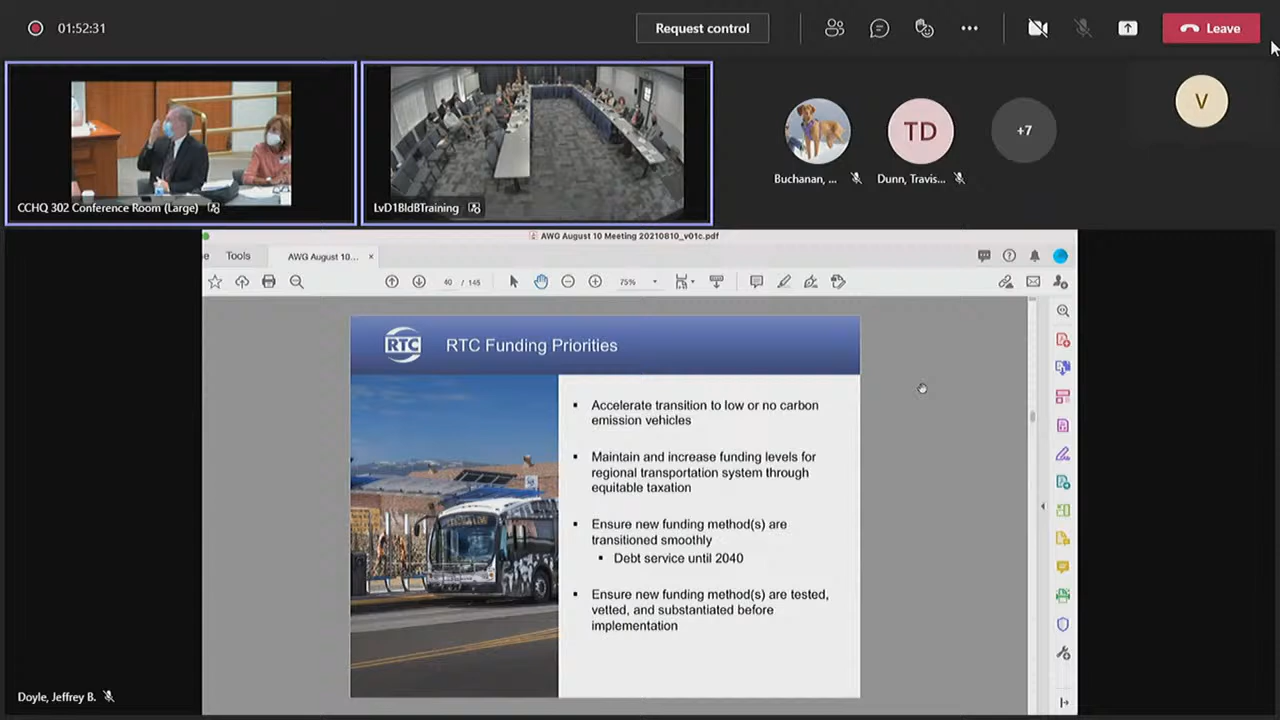 01:52:31
Request control
Leave
CCHQ 302 Conference Room (Large)
LvD1BldBTraining
Buchanan, ...
TD
Dunn, Travis...
+7
V
AWG August 10 Meeting 20210810_v01c.pdf
e
Tools
AWG August 10... ×
40 / 145
75%
RTC
RTC Funding Priorities
▪ Accelerate transition to low or no carbon
emission vehicles
▪ Maintain and increase funding levels for
regional transportation system through
equitable taxation
▪ Ensure new funding method(s) are
transitioned smoothly
▪ Debt service until 2040
▪ Ensure new funding method(s) are tested,
vetted, and substantiated before
implementation
Doyle, Jeffrey B.